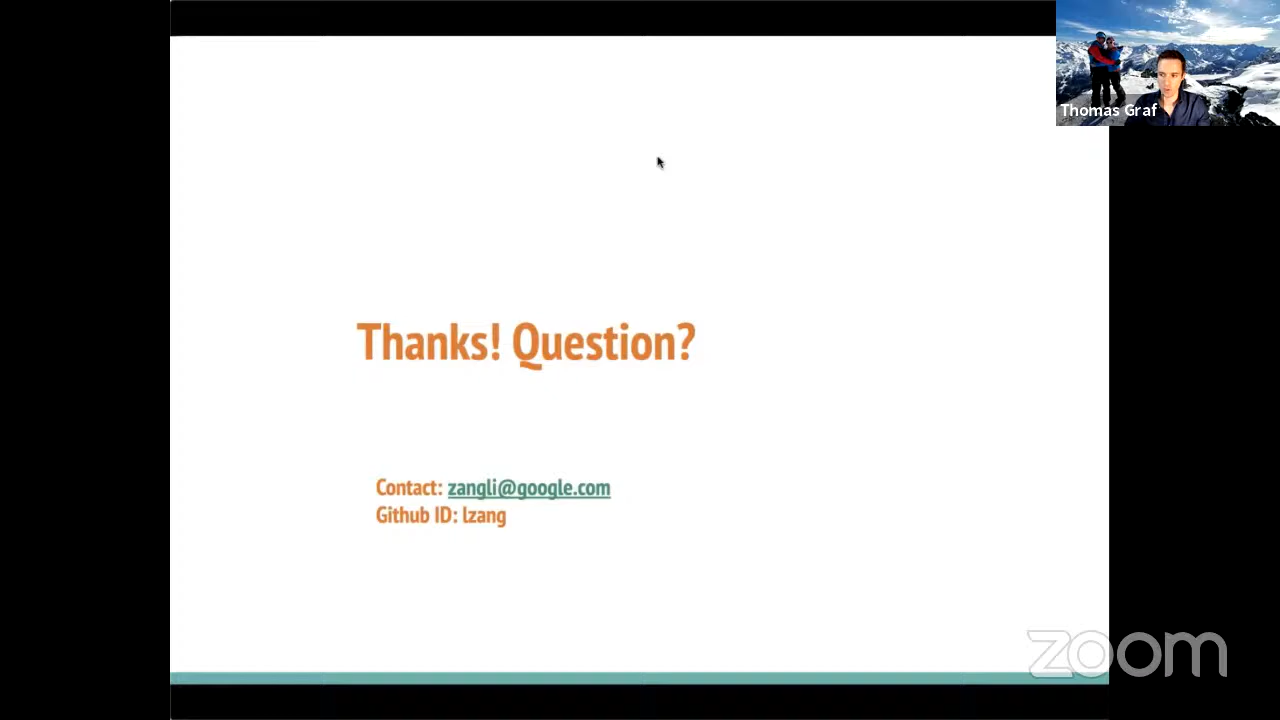 Thomas Graf
Thanks! Question?
Contact: zangli@google.com
Github ID: lzang
zoom